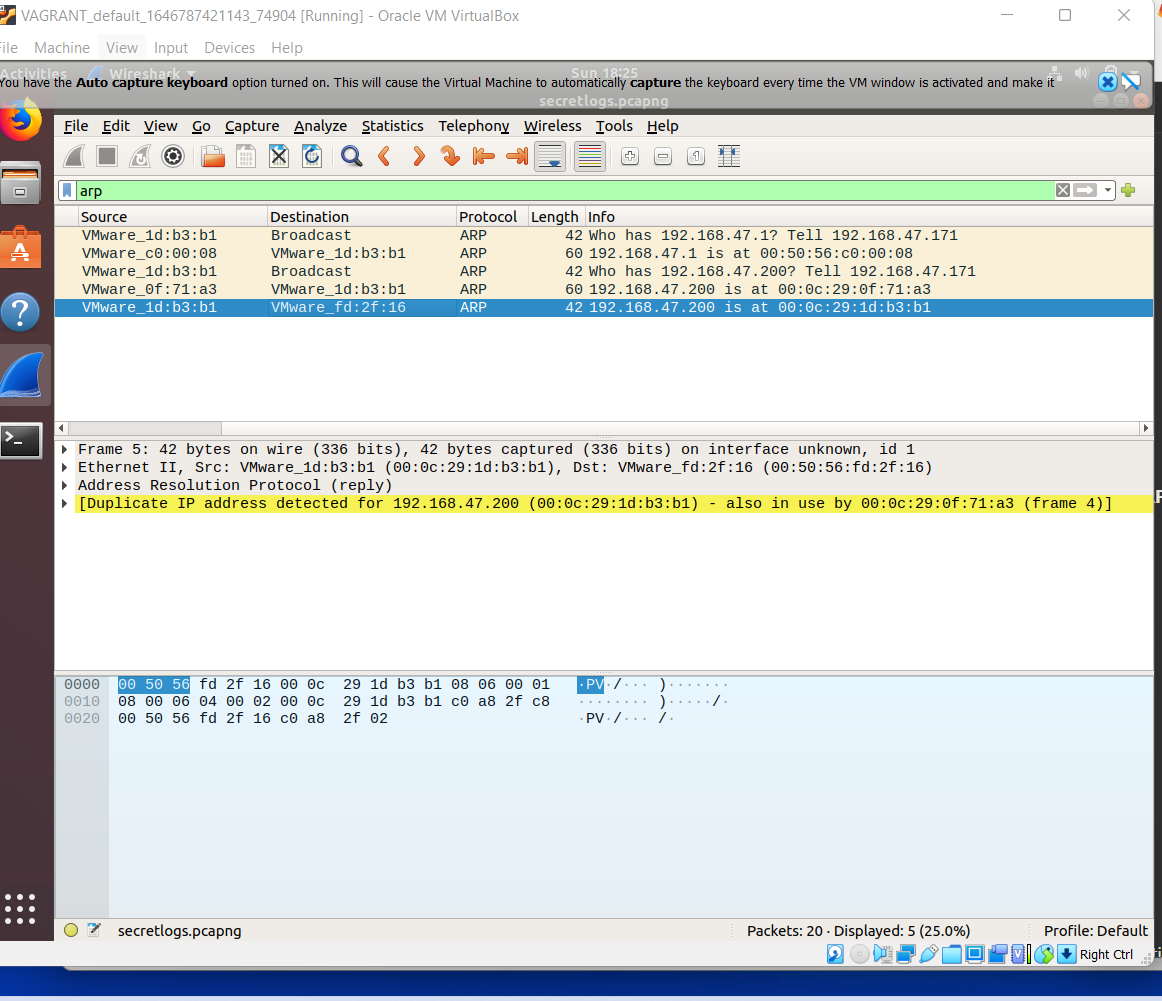 VAGRANT_default_1646787421143_74904 [Running] - Oracle VM VirtualBox
File Machine View Input Devices Help
Activities Wireshark Sun 18:25
You have the Auto capture keyboard option turned on. This will cause the Virtual Machine to automatically capture the keyboard every time the VM window is activated and make it
secretlogs.pcapng
File Edit View Go Capture Analyze Statistics Telephony Wireless Tools Help
arp
Source Destination Protocol Length Info
VMware_1d:b3:b1 Broadcast ARP 42 Who has 192.168.47.1? Tell 192.168.47.171
VMware_c0:00:08 VMware_1d:b3:b1 ARP 60 192.168.47.1 is at 00:50:56:c0:00:08
VMware_1d:b3:b1 Broadcast ARP 42 Who has 192.168.47.200? Tell 192.168.47.171
VMware_0f:71:a3 VMware_1d:b3:b1 ARP 60 192.168.47.200 is at 00:0c:29:0f:71:a3
VMware_1d:b3:b1 VMware_fd:2f:16 ARP 42 192.168.47.200 is at 00:0c:29:1d:b3:b1
Frame 5: 42 bytes on wire (336 bits), 42 bytes captured (336 bits) on interface unknown, id 1
Ethernet II, Src: VMware_1d:b3:b1 (00:0c:29:1d:b3:b1), Dst: VMware_fd:2f:16 (00:50:56:fd:2f:16)
Address Resolution Protocol (reply)
[Duplicate IP address detected for 192.168.47.200 (00:0c:29:1d:b3:b1) - also in use by 00:0c:29:0f:71:a3 (frame 4)]
0000 00 50 56 fd 2f 16 00 0c 29 1d b3 b1 08 06 00 01 ·PV·/··· )·······
0010 08 00 06 04 00 02 00 0c 29 1d b3 b1 c0 a8 2f c8 ········ )·····/·
0020 00 50 56 fd 2f 16 c0 a8 2f 02 ·PV·/··· /·
secretlogs.pcapng Packets: 20 · Displayed: 5 (25.0%) Profile: Default
Right Ctrl